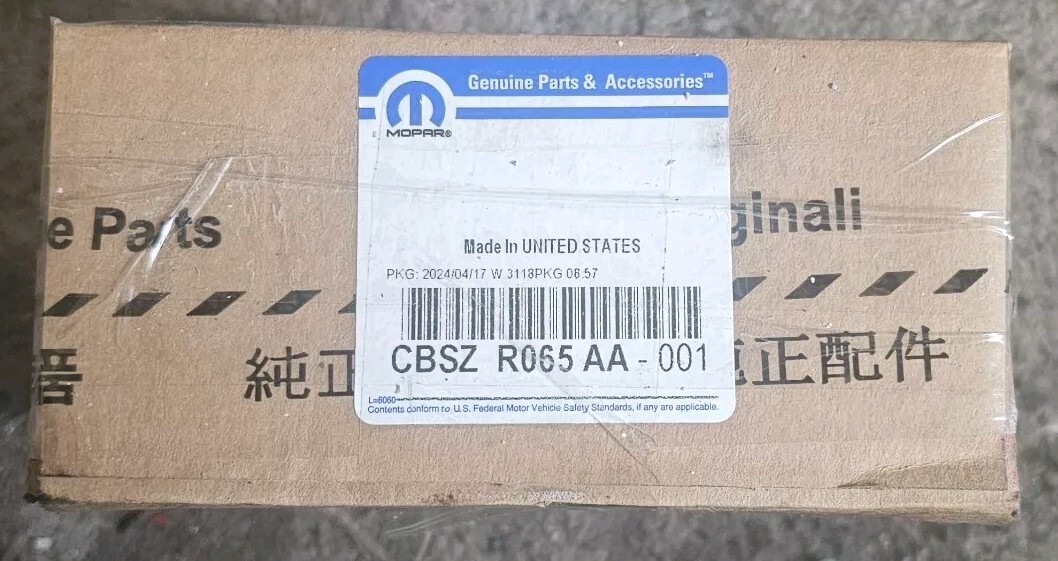 Genuine Parts & Accessories™
MOPAR®
e Parts
ginali
Made In UNITED STATES
PKG: 2024/04/17 W 3118PKG 06:57
CBSZ R065 AA - 001
純正
正配件
L=6060
Contents conform to U.S. Federal Motor Vehicle Safety Standards, if any are applicable.